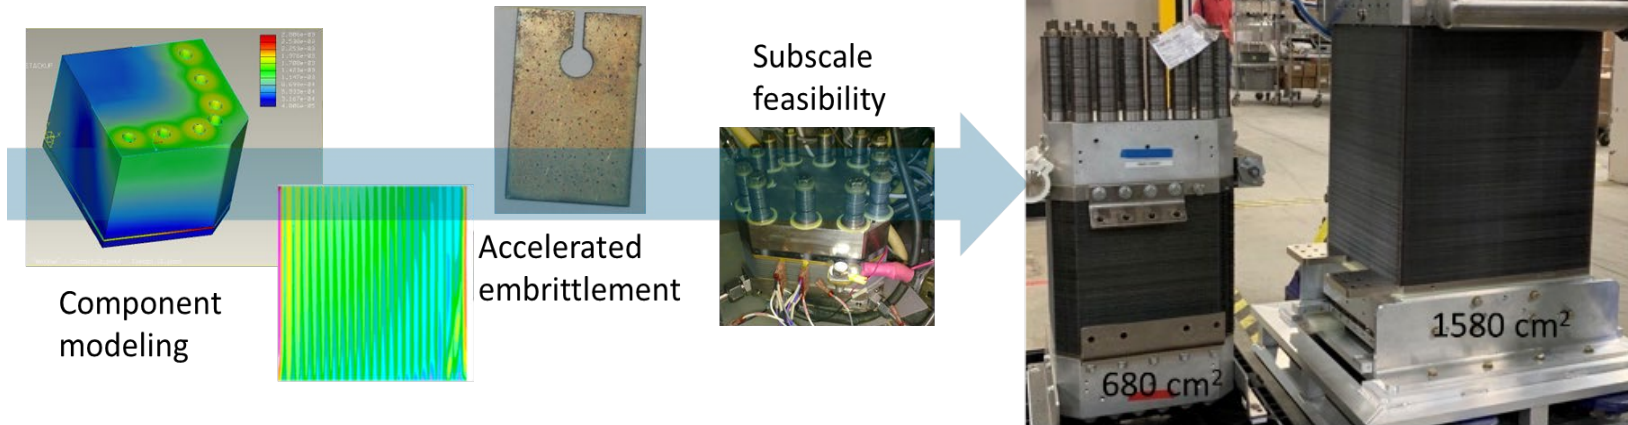 Component
modeling
Accelerated
embrittlement
Subscale
feasibility
680 cm²
1580 cm²